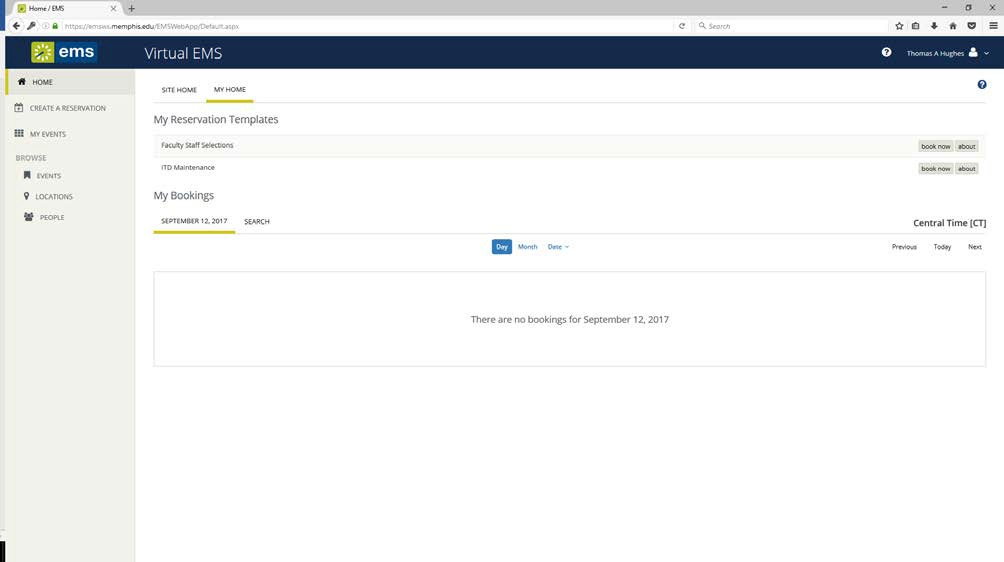 Home / EMS
https://emsws.memphis.edu/EMSWebApp/Default.aspx
Search
ems
Virtual EMS
Thomas A Hughes
HOME
CREATE A RESERVATION
MY EVENTS
BROWSE
EVENTS
LOCATIONS
PEOPLE
SITE HOME
MY HOME
My Reservation Templates
Faculty Staff Selections
book now
about
ITD Maintenance
book now
about
My Bookings
SEPTEMBER 12, 2017
SEARCH
Central Time [CT]
Day
Month
Date
Previous
Today
Next
There are no bookings for September 12, 2017